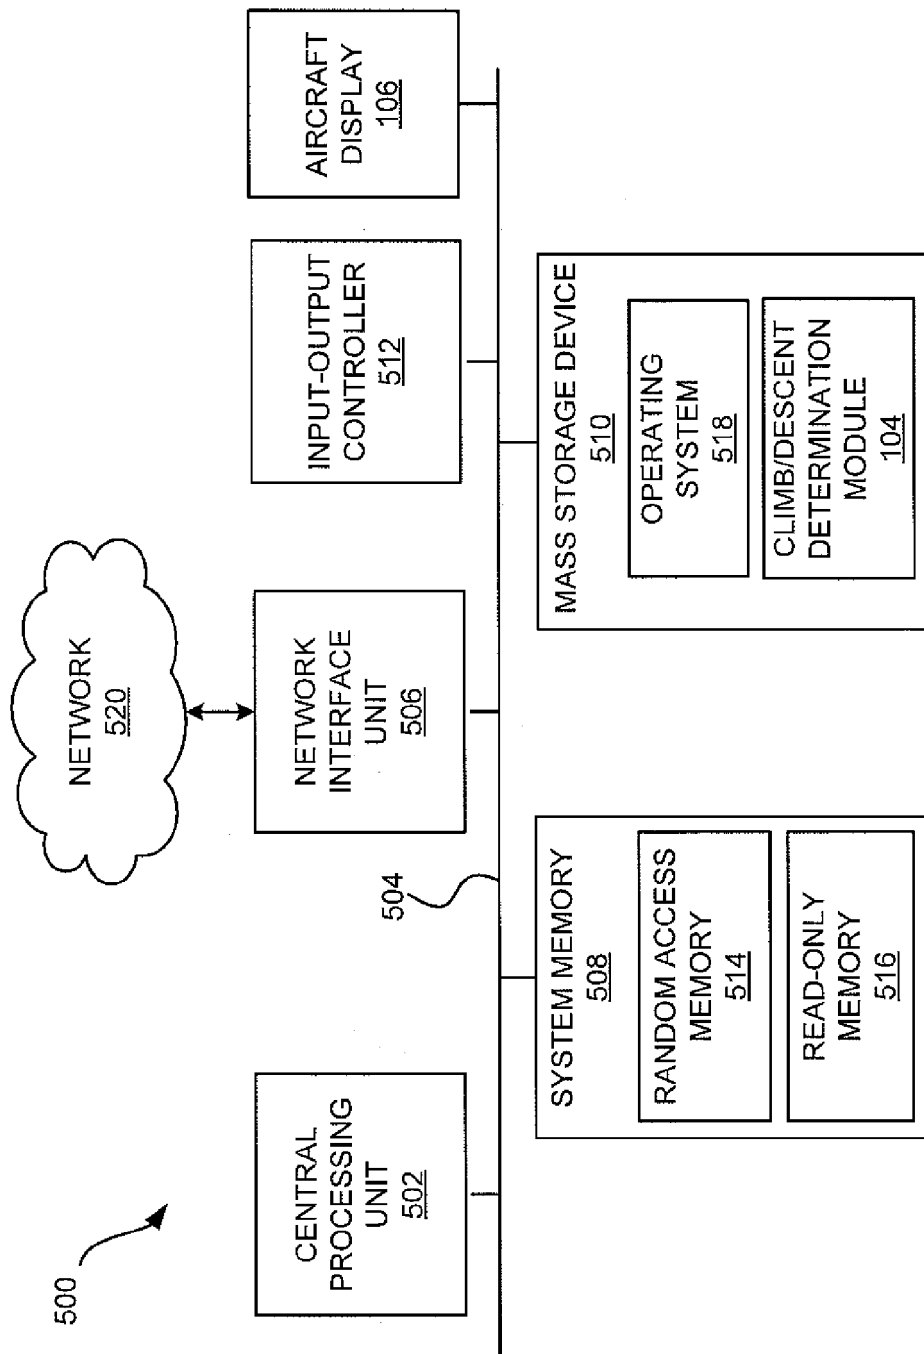 500
NETWORK
520
CENTRAL
PROCESSING
UNIT
502
NETWORK
INTERFACE
UNIT
506
INPUT-OUTPUT
CONTROLLER
512
AIRCRAFT
DISPLAY
106
504
SYSTEM MEMORY
508
RANDOM ACCESS
MEMORY
514
READ-ONLY
MEMORY
516
MASS STORAGE DEVICE
510
OPERATING
SYSTEM
518
CLIMB/DESCENT
DETERMINATION
MODULE
104